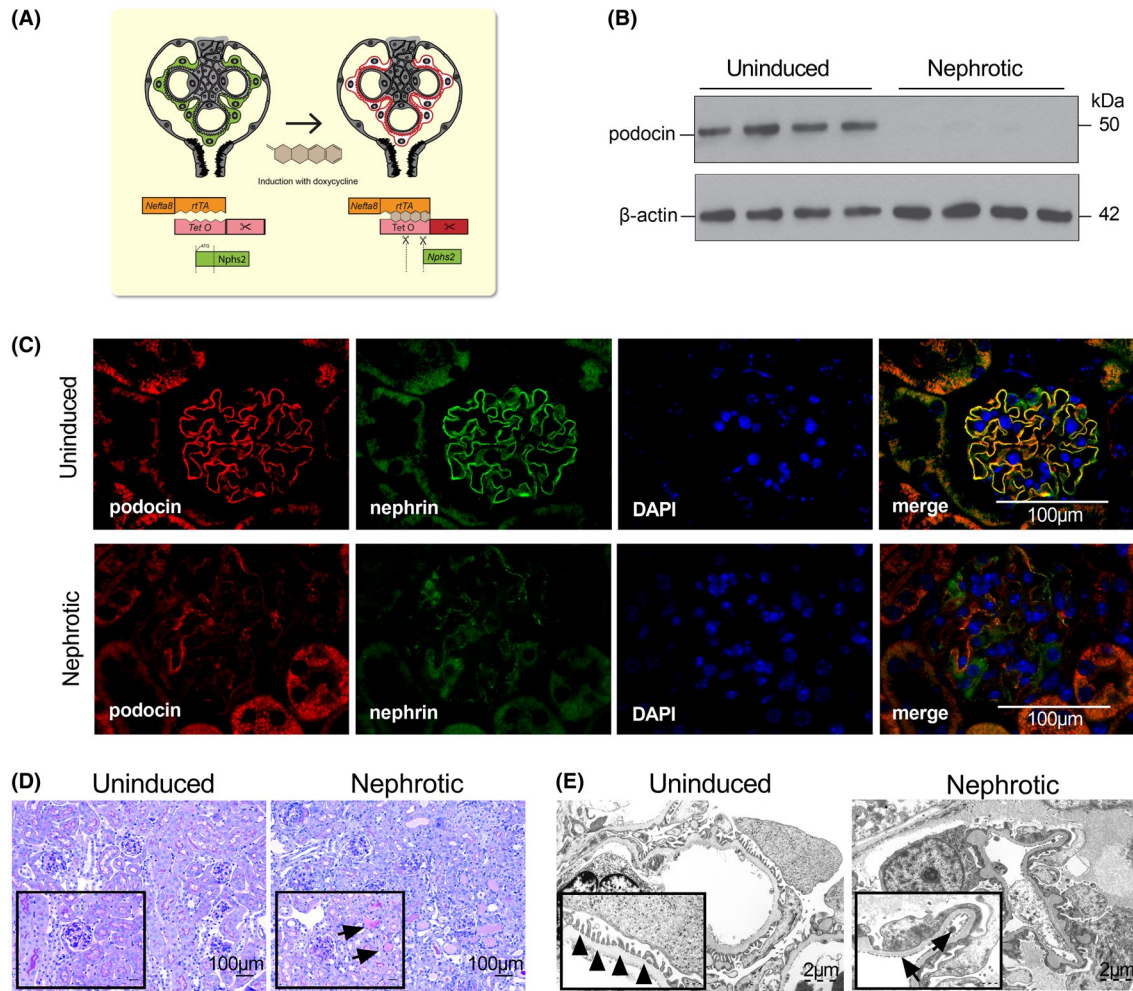 (A)
Induction with doxycycline
Nefta8 rtTA
Tet O
ATG
Nphs2
Nefta8 rtTA
Tet O
Nphs2
(B)
Uninduced Nephrotic
kDa
podocin 50
β-actin 42
(C)
Uninduced
podocin nephrin DAPI merge
100µm
Nephrotic
podocin nephrin DAPI merge
100µm
(D)
Uninduced Nephrotic
100µm 100µm
(E)
Uninduced Nephrotic
2µm 2µm